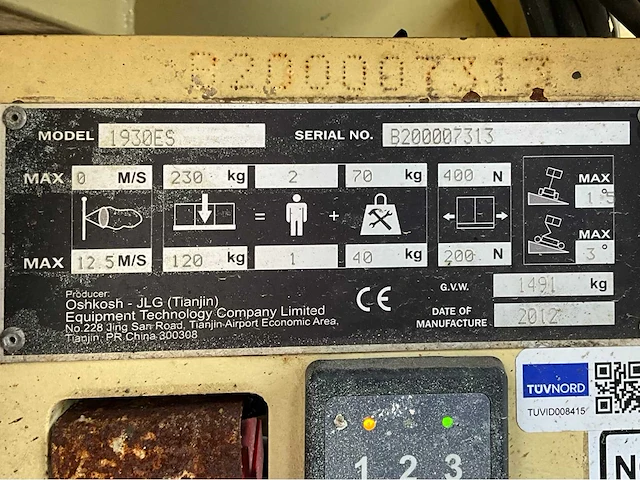 B200007313
MODEL 1930ES SERIAL NO. B200007313
MAX 0 M/S 230 kg 2 70 kg 400 N MAX
= + 1.5°
MAX 12.5 M/S 120 kg 1 40 kg 200 N MAX 3°
Producer:
Oshkosh - JLG (Tianjin)
Equipment Technology Company Limited
No.228 Jing San Road, Tianjin Airport Economic Area,
Tianjin, PR China 300308
CE
G.V.W. 1491 kg
DATE OF MANUFACTURE 2012
TÜVNORD
TUVID008415
N
1 2 3